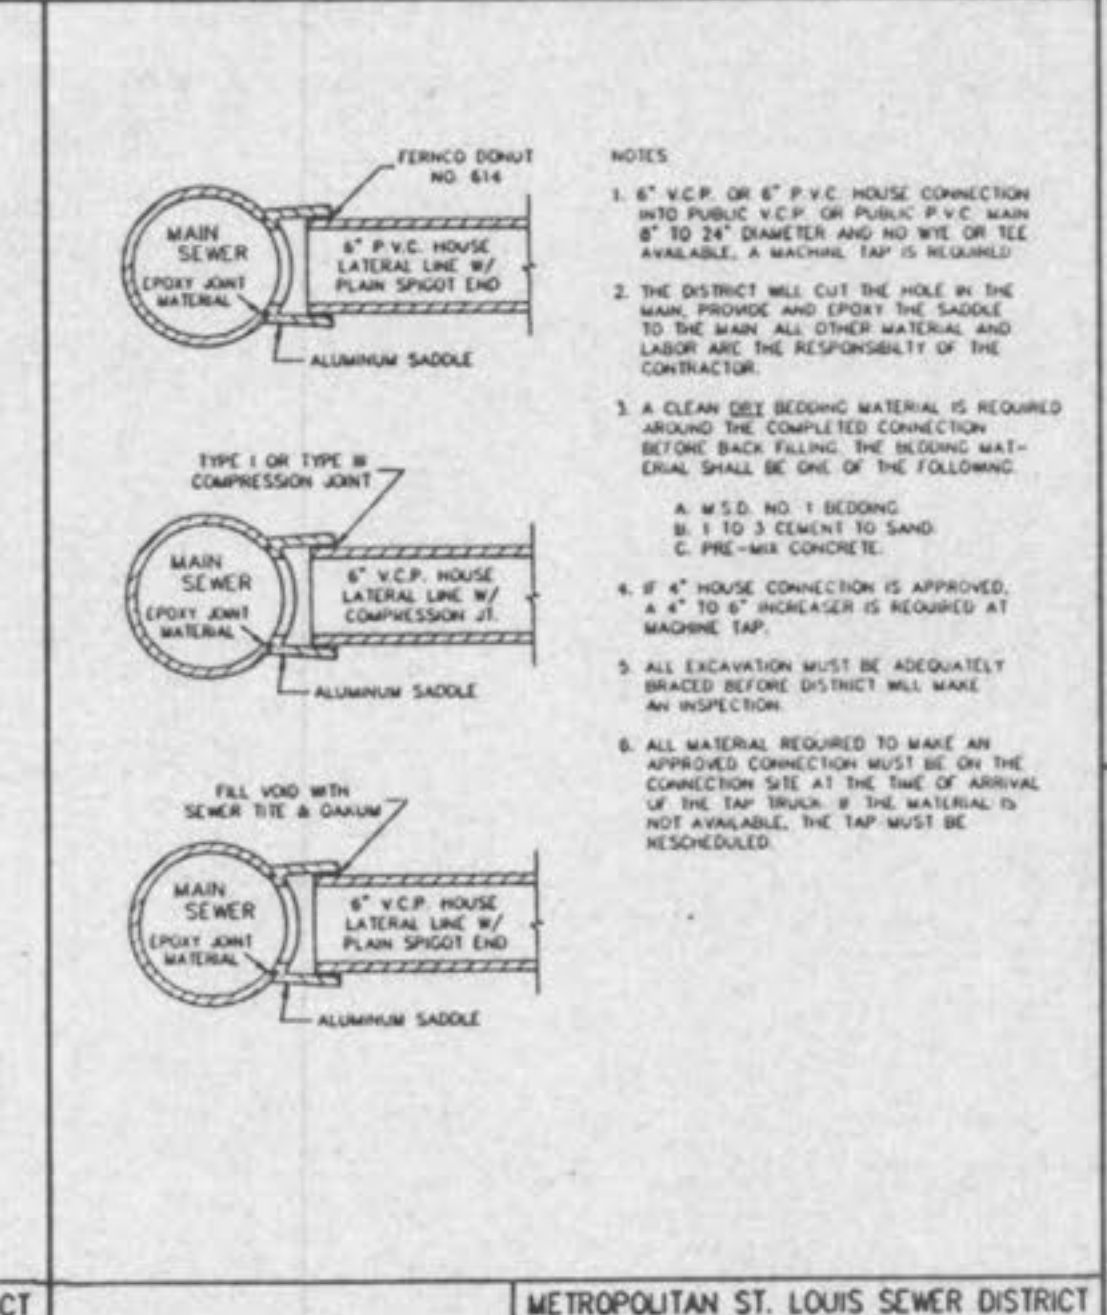 FERNCO DONUT
NO. 614
MAIN
SEWER
EPOXY JOINT
MATERIAL
6" P.V.C. HOUSE
LATERAL LINE W/
PLAIN SPIGOT END
ALUMINUM SADDLE
TYPE I OR TYPE III
COMPRESSION JOINT
MAIN
SEWER
EPOXY JOINT
MATERIAL
6" V.C.P. HOUSE
LATERAL LINE W/
COMPRESSION JT.
ALUMINUM SADDLE
FILL VOID WITH
SEWER TITE & OAKUM
MAIN
SEWER
EPOXY JOINT
MATERIAL
6" V.C.P. HOUSE
LATERAL LINE W/
PLAIN SPIGOT END
ALUMINUM SADDLE
NOTES
1. 6" V.C.P. OR 6" P.V.C. HOUSE CONNECTION
INTO PUBLIC V.C.P. OR PUBLIC P.V.C. MAIN
8" TO 24" DIAMETER AND NO WYE OR TEE
AVAILABLE, A MACHINE TAP IS REQUIRED
2. THE DISTRICT WILL CUT THE HOLE IN THE
MAIN, PROVIDE AND EPOXY THE SADDLE
TO THE MAIN. ALL OTHER MATERIAL AND
LABOR ARE THE RESPONSIBILTY OF THE
CONTRACTOR.
3. A CLEAN DRY BEDDING MATERIAL IS REQUIRED
AROUND THE COMPLETED CONNECTION
BEFORE BACK FILLING. THE BEDDING MAT-
ERIAL SHALL BE ONE OF THE FOLLOWING.
A. M.S.D. NO. 1 BEDDING
B. 1 TO 3 CEMENT TO SAND
C. PRE-MIX CONCRETE.
4. IF 4" HOUSE CONNECTION IS APPROVED,
A 4" TO 6" INCREASER IS REQUIRED AT
MACHINE TAP.
5. ALL EXCAVATION MUST BE ADEQUATELY
BRACED BEFORE DISTRICT WILL MAKE
AN INSPECTION.
6. ALL MATERIAL REQUIRED TO MAKE AN
APPROVED CONNECTION MUST BE ON THE
CONNECTION SITE AT THE TIME OF ARRIVAL
OF THE TAP TRUCK. IF THE MATERIAL IS
NOT AVAILABLE, THE TAP MUST BE
RESCHEDULED.
CT
METROPOLITAN ST. LOUIS SEWER DISTRICT